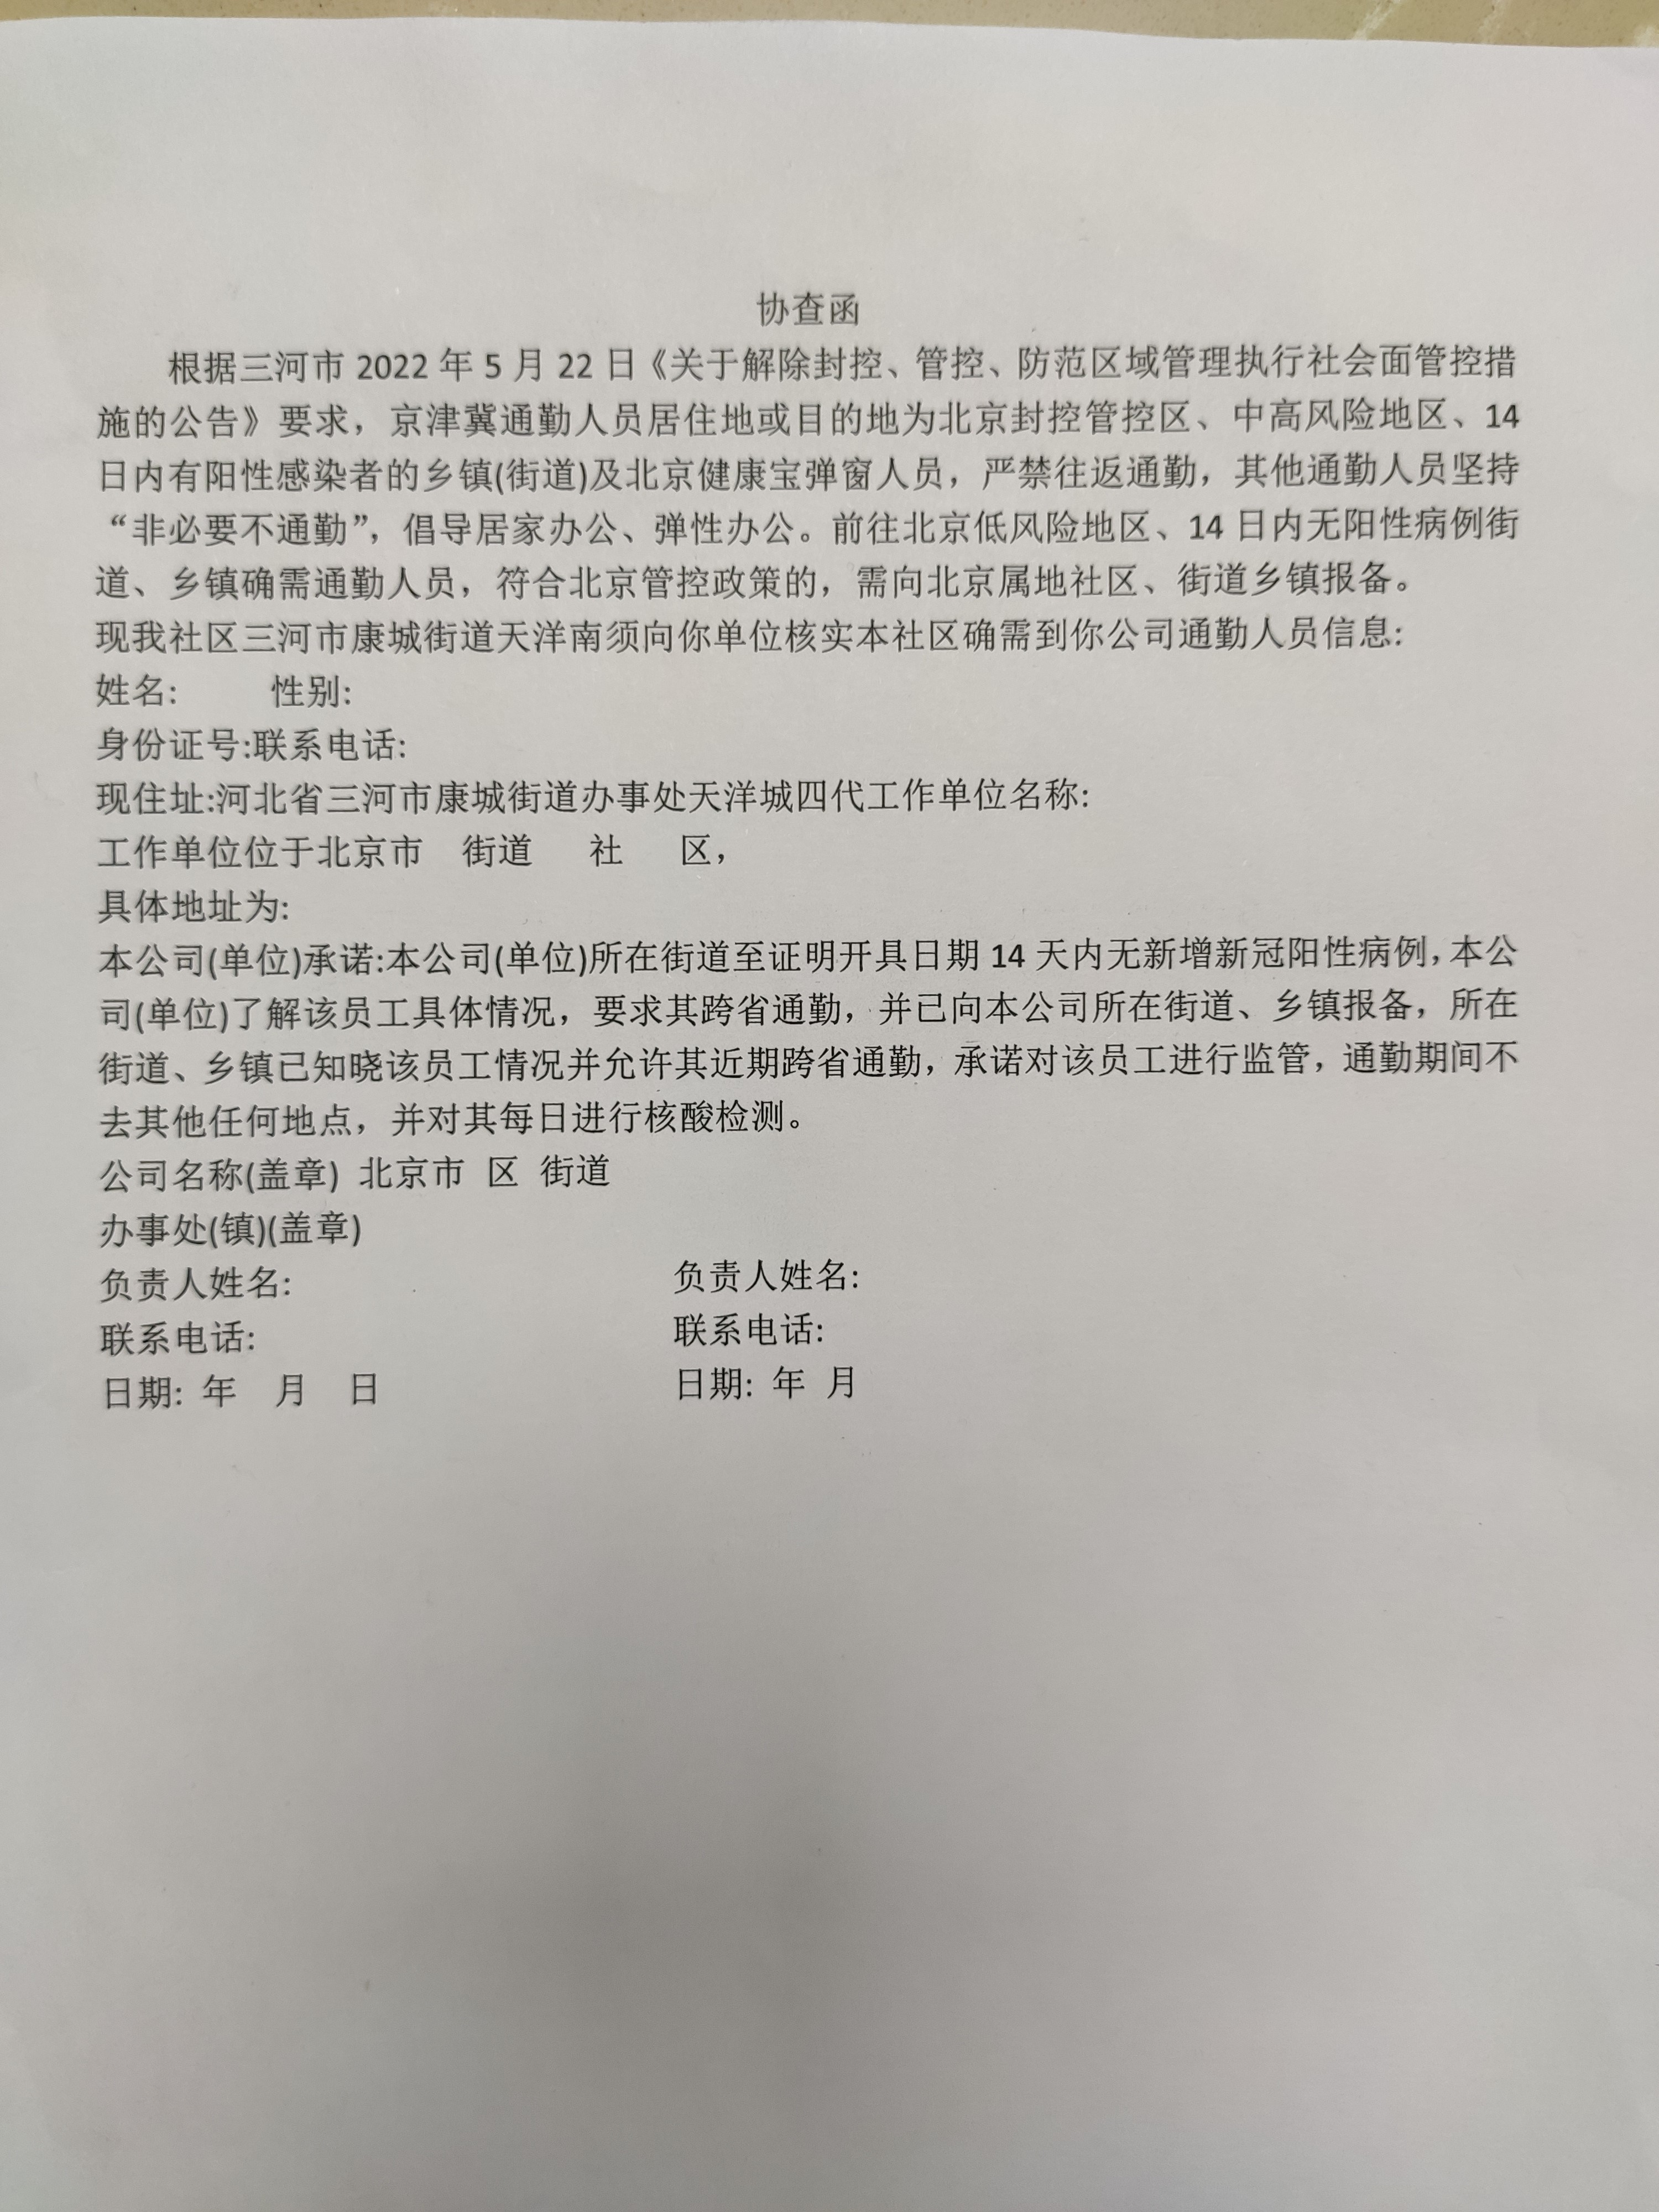 协查函
根据三河市 2022 年 5 月 22 日《关于解除封控、管控、防范区域管理执行社会面管控措
施的公告》要求，京津冀通勤人员居住地或目的地为北京封控管控区、中高风险地区、14
日内有阳性感染者的乡镇(街道)及北京健康宝弹窗人员，严禁往返通勤，其他通勤人员坚持
“非必要不通勤”，倡导居家办公、弹性办公。前往北京低风险地区、14 日内无阳性病例街
道、乡镇确需通勤人员，符合北京管控政策的，需向北京属地社区、街道乡镇报备。
现我社区三河市康城街道天洋南须向你单位核实本社区确需到你公司通勤人员信息:
姓名: 性别:
身份证号:联系电话:
现住址:河北省三河市康城街道办事处天洋城四代工作单位名称:
工作单位位于北京市 街道 社 区，
具体地址为:
本公司(单位)承诺:本公司(单位)所在街道至证明开具日期 14 天内无新增新冠阳性病例，本公
司(单位)了解该员工具体情况，要求其跨省通勤，并已向本公司所在街道、乡镇报备，所在
街道、乡镇已知晓该员工情况并允许其近期跨省通勤，承诺对该员工进行监管，通勤期间不
去其他任何地点，并对其每日进行核酸检测。
公司名称(盖章) 北京市 区 街道
办事处(镇)(盖章)
负责人姓名: 负责人姓名:
联系电话: 联系电话:
日期: 年 月 日 日期: 年 月